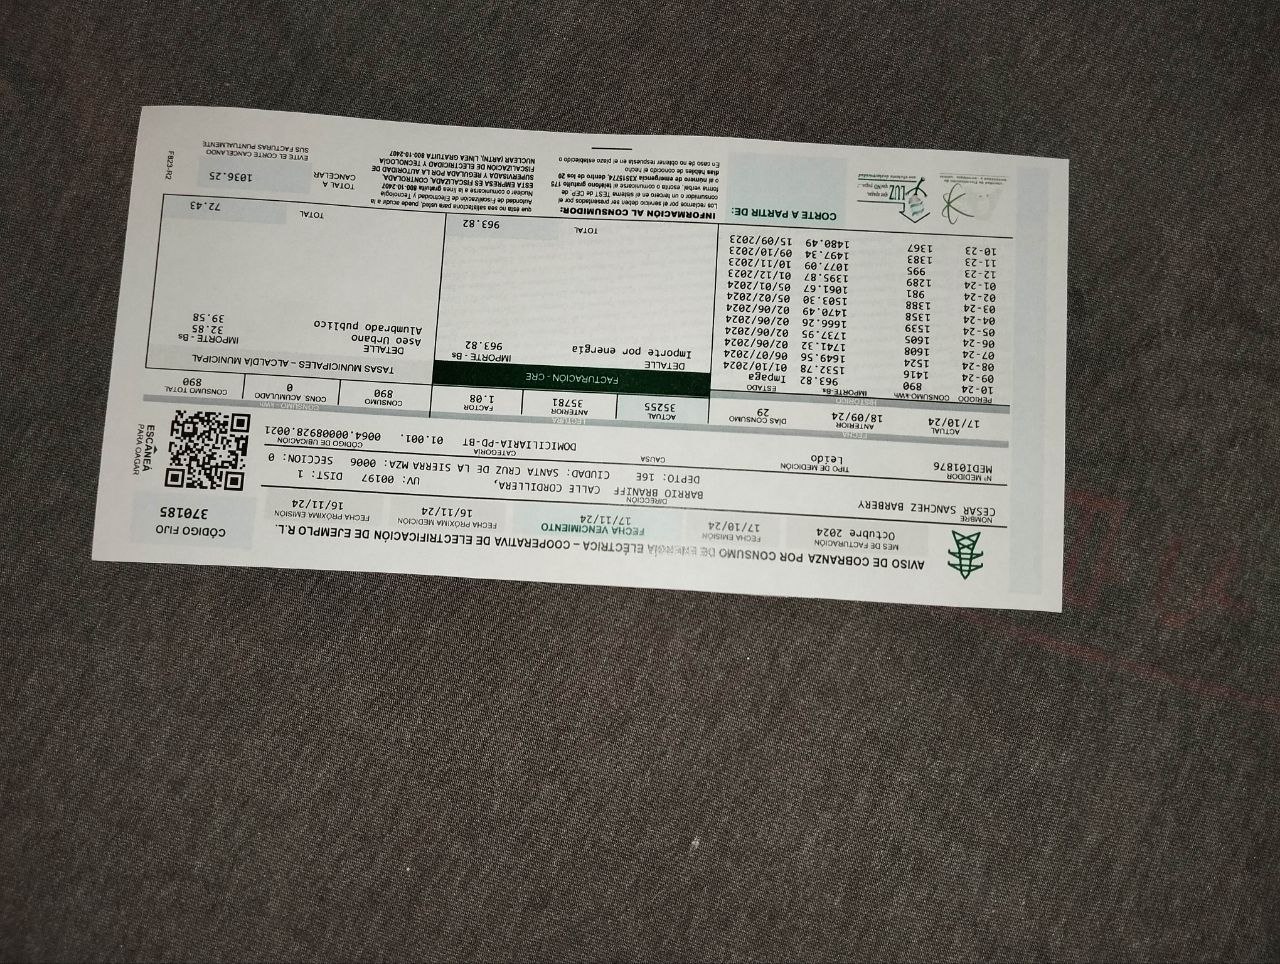 AVISO DE COBRANZA POR CONSUMO DE ENERGÍA ELÉCTRICA – COOPERATIVA DE ELECTRIFICACIÓN DE EJEMPLO R.L.
CÓDIGO FIJO
370185
MES DE FACTURACIÓN
Octubre 2024
FECHA EMISIÓN
17/10/24
FECHA VENCIMIENTO
17/11/24
FECHA PRÓXIMA MEDICIÓN
16/11/24
FECHA PRÓXIMA EMISIÓN
16/11/24
NOMBRE
CESAR SANCHEZ BARBERY
DIRECCIÓN
BARRIO BRANIFF CALLE CORDILLERA,
DEPTO: 16E CIUDAD: SANTA CRUZ DE LA SIERRA MZA: 0006 SECCION: 0
UV: 00197 DIST: 1
ESCÁNEA
PARA PAGAR
N° MEDIDOR
MEDI01876
TIPO DE MEDICIÓN
Leído
CAUSA
CATEGORÍA
DOMICILIARIA-PD-BT
CÓDIGO DE UBICACIÓN
01.001. 0064.00008928.0021
FECHA
ACTUAL
17/10/24
ANTERIOR
18/09/24
DÍAS CONSUMO
29
LECTURA
ACTUAL
35255
ANTERIOR
35781
FACTOR
1.08
CONSUMO - kWh
CONSUMO
890
CONS. ACUMULADO
0
CONSUMO TOTAL
890
HISTÓRICO
PERIODO CONSUMO kWh IMPORTE Bs ESTADO
10-24 890 963.82 Impaga
09-24 1416 1532.78 01/10/2024
08-24 1524 1649.56 06/07/2024
07-24 1608 1741.32 02/06/2024
06-24 1605 1737.95 02/06/2024
05-24 1539 1666.26 02/06/2024
04-24 1358 1470.49 02/06/2024
03-24 1388 1503.30 05/02/2024
02-24 981 1061.67 05/01/2024
01-24 1289 1395.87 01/12/2023
12-23 995 1077.09 10/11/2023
11-23 1383 1497.34 09/10/2023
10-23 1367 1480.49 15/09/2023
FACTURACION - CRE
DETALLE IMPORTE - Bs
Importe por energía 963.82
TOTAL 963.82
TASAS MUNICIPALES – ALCALDÍA MUNICIPAL
DETALLE IMPORTE - Bs
Aseo Urbano 32.85
Alumbrado publico 39.58
TOTAL 72.43
LUZ
CORTE A PARTIR DE:
INFORMACIÓN AL CONSUMIDOR:
Los reclamos por el servicio deben ser presentados por el
consumidor o un tercero en el sistema TEST de CEP de
forma verbal, escrita o comunicarse al teléfono gratuito 175
o al número de emergencia X3S1S774, dentro de los 20
días hábiles de conocido el hecho
En caso de no obtener respuesta en el plazo establecido o
que ésta no sea satisfactoria para usted, puede acudir a la
Autoridad de Fiscalización de Electricidad y Tecnología
Nuclear o comunicarse a la línea gratuita 800-10-2407
ESTA EMPRESA ES FISCALIZADA, CONTROLADA,
SUPERVISADA Y REGULADA POR LA AUTORIDAD DE
FISCALIZACIÓN DE ELECTRICIDAD Y TECNOLOGÍA
NUCLEAR (AETN), LÍNEA GRATUITA 800-10-2407
TOTAL A
CANCELAR
1036.25
EVITE EL CORTE CANCELANDO
SUS FACTURAS PUNTUALMENTE
F823-R2